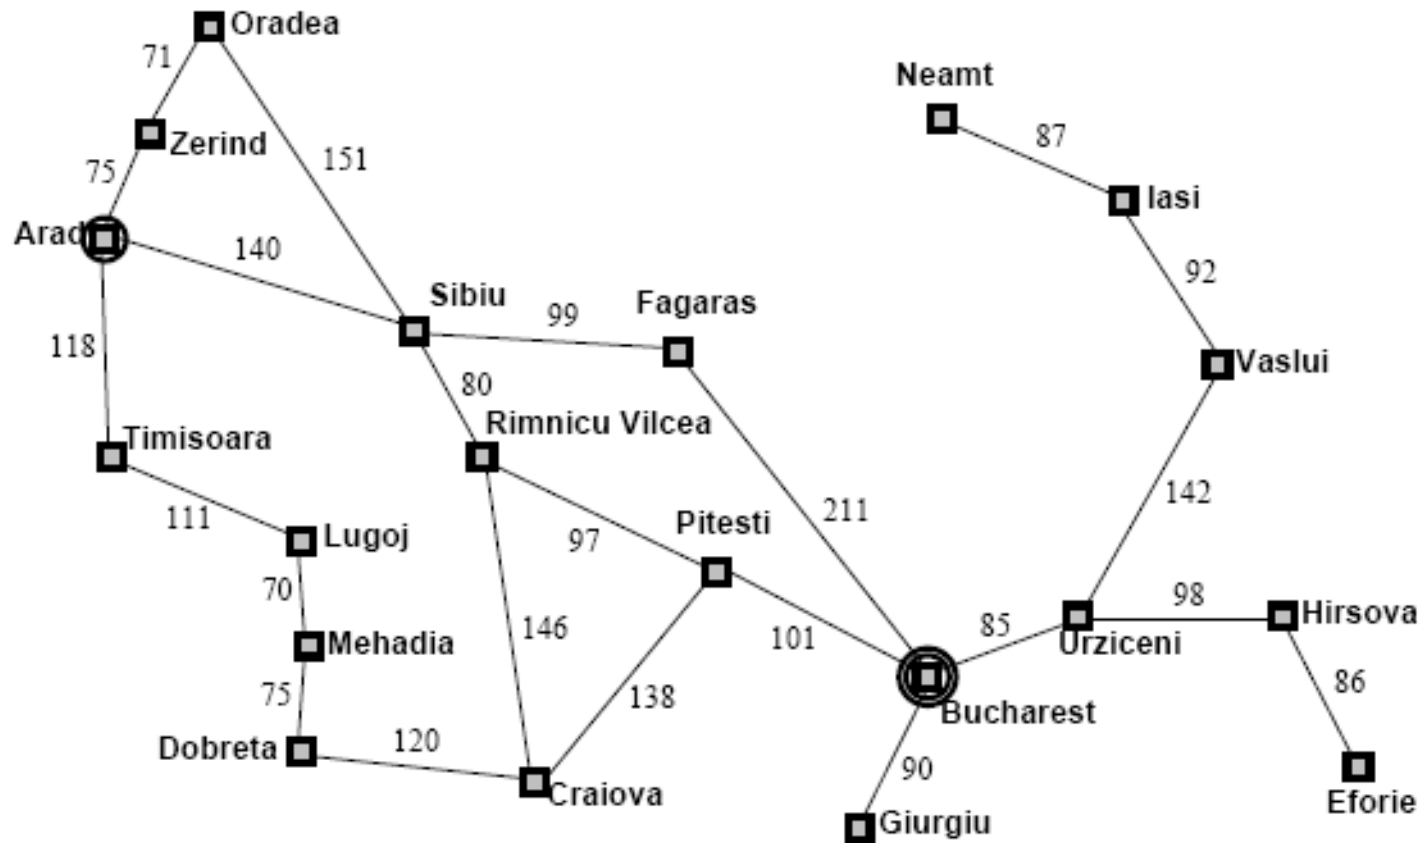 Oradea
71
Neamt
87
Zerind
151
75
Iasi
Arad
140
92
Sibiu
Fagaras
99
118
Vaslui
80
Rimnicu Vilcea
Timisoara
142
211
Pitesti
111
Lugoj
97
70
98
Hirsova
146
101
85
Urziceni
Mehadia
86
75
138
Bucharest
Dobreta
120
90
Craiova
Eforie
Giurgiu